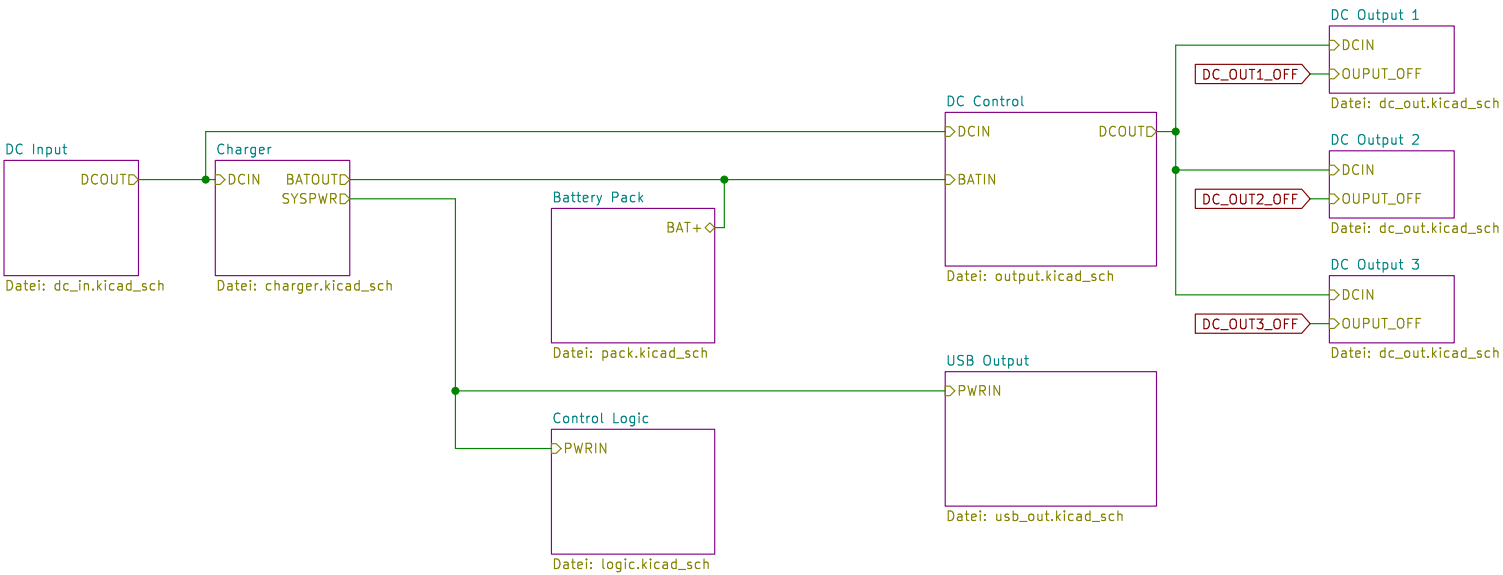 DC Input
DCOUT
Datei: dc_in.kicad_sch
Charger
DCIN
BATOUT
SYSPWR
Datei: charger.kicad_sch
Battery Pack
BAT+
Datei: pack.kicad_sch
Control Logic
PWRIN
Datei: logic.kicad_sch
DC Control
DCIN
DCOUT
BATIN
Datei: output.kicad_sch
USB Output
PWRIN
Datei: usb_out.kicad_sch
DC Output 1
DCIN
DC_OUT1_OFF
OUPUT_OFF
Datei: dc_out.kicad_sch
DC Output 2
DCIN
DC_OUT2_OFF
OUPUT_OFF
Datei: dc_out.kicad_sch
DC Output 3
DCIN
DC_OUT3_OFF
OUPUT_OFF
Datei: dc_out.kicad_sch